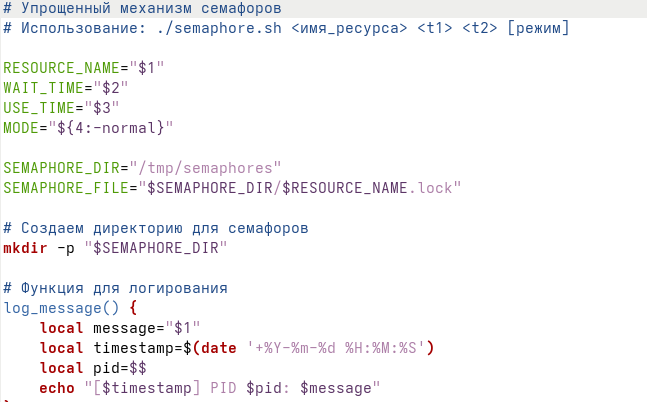 # Упрощенный механизм семафоров
# Использование: ./semaphore.sh <имя_ресурса> <t1> <t2> [режим]
RESOURCE_NAME="$1"
WAIT_TIME="$2"
USE_TIME="$3"
MODE="${4:-normal}"
SEMAPHORE_DIR="/tmp/semaphores"
SEMAPHORE_FILE="$SEMAPHORE_DIR/$RESOURCE_NAME.lock"
# Создаем директорию для семафоров
mkdir -p "$SEMAPHORE_DIR"
# Функция для логирования
log_message() {
    local message="$1"
    local timestamp=$(date '+%Y-%m-%d %H:%M:%S')
    local pid=$$
    echo "[$timestamp] PID $pid: $message"